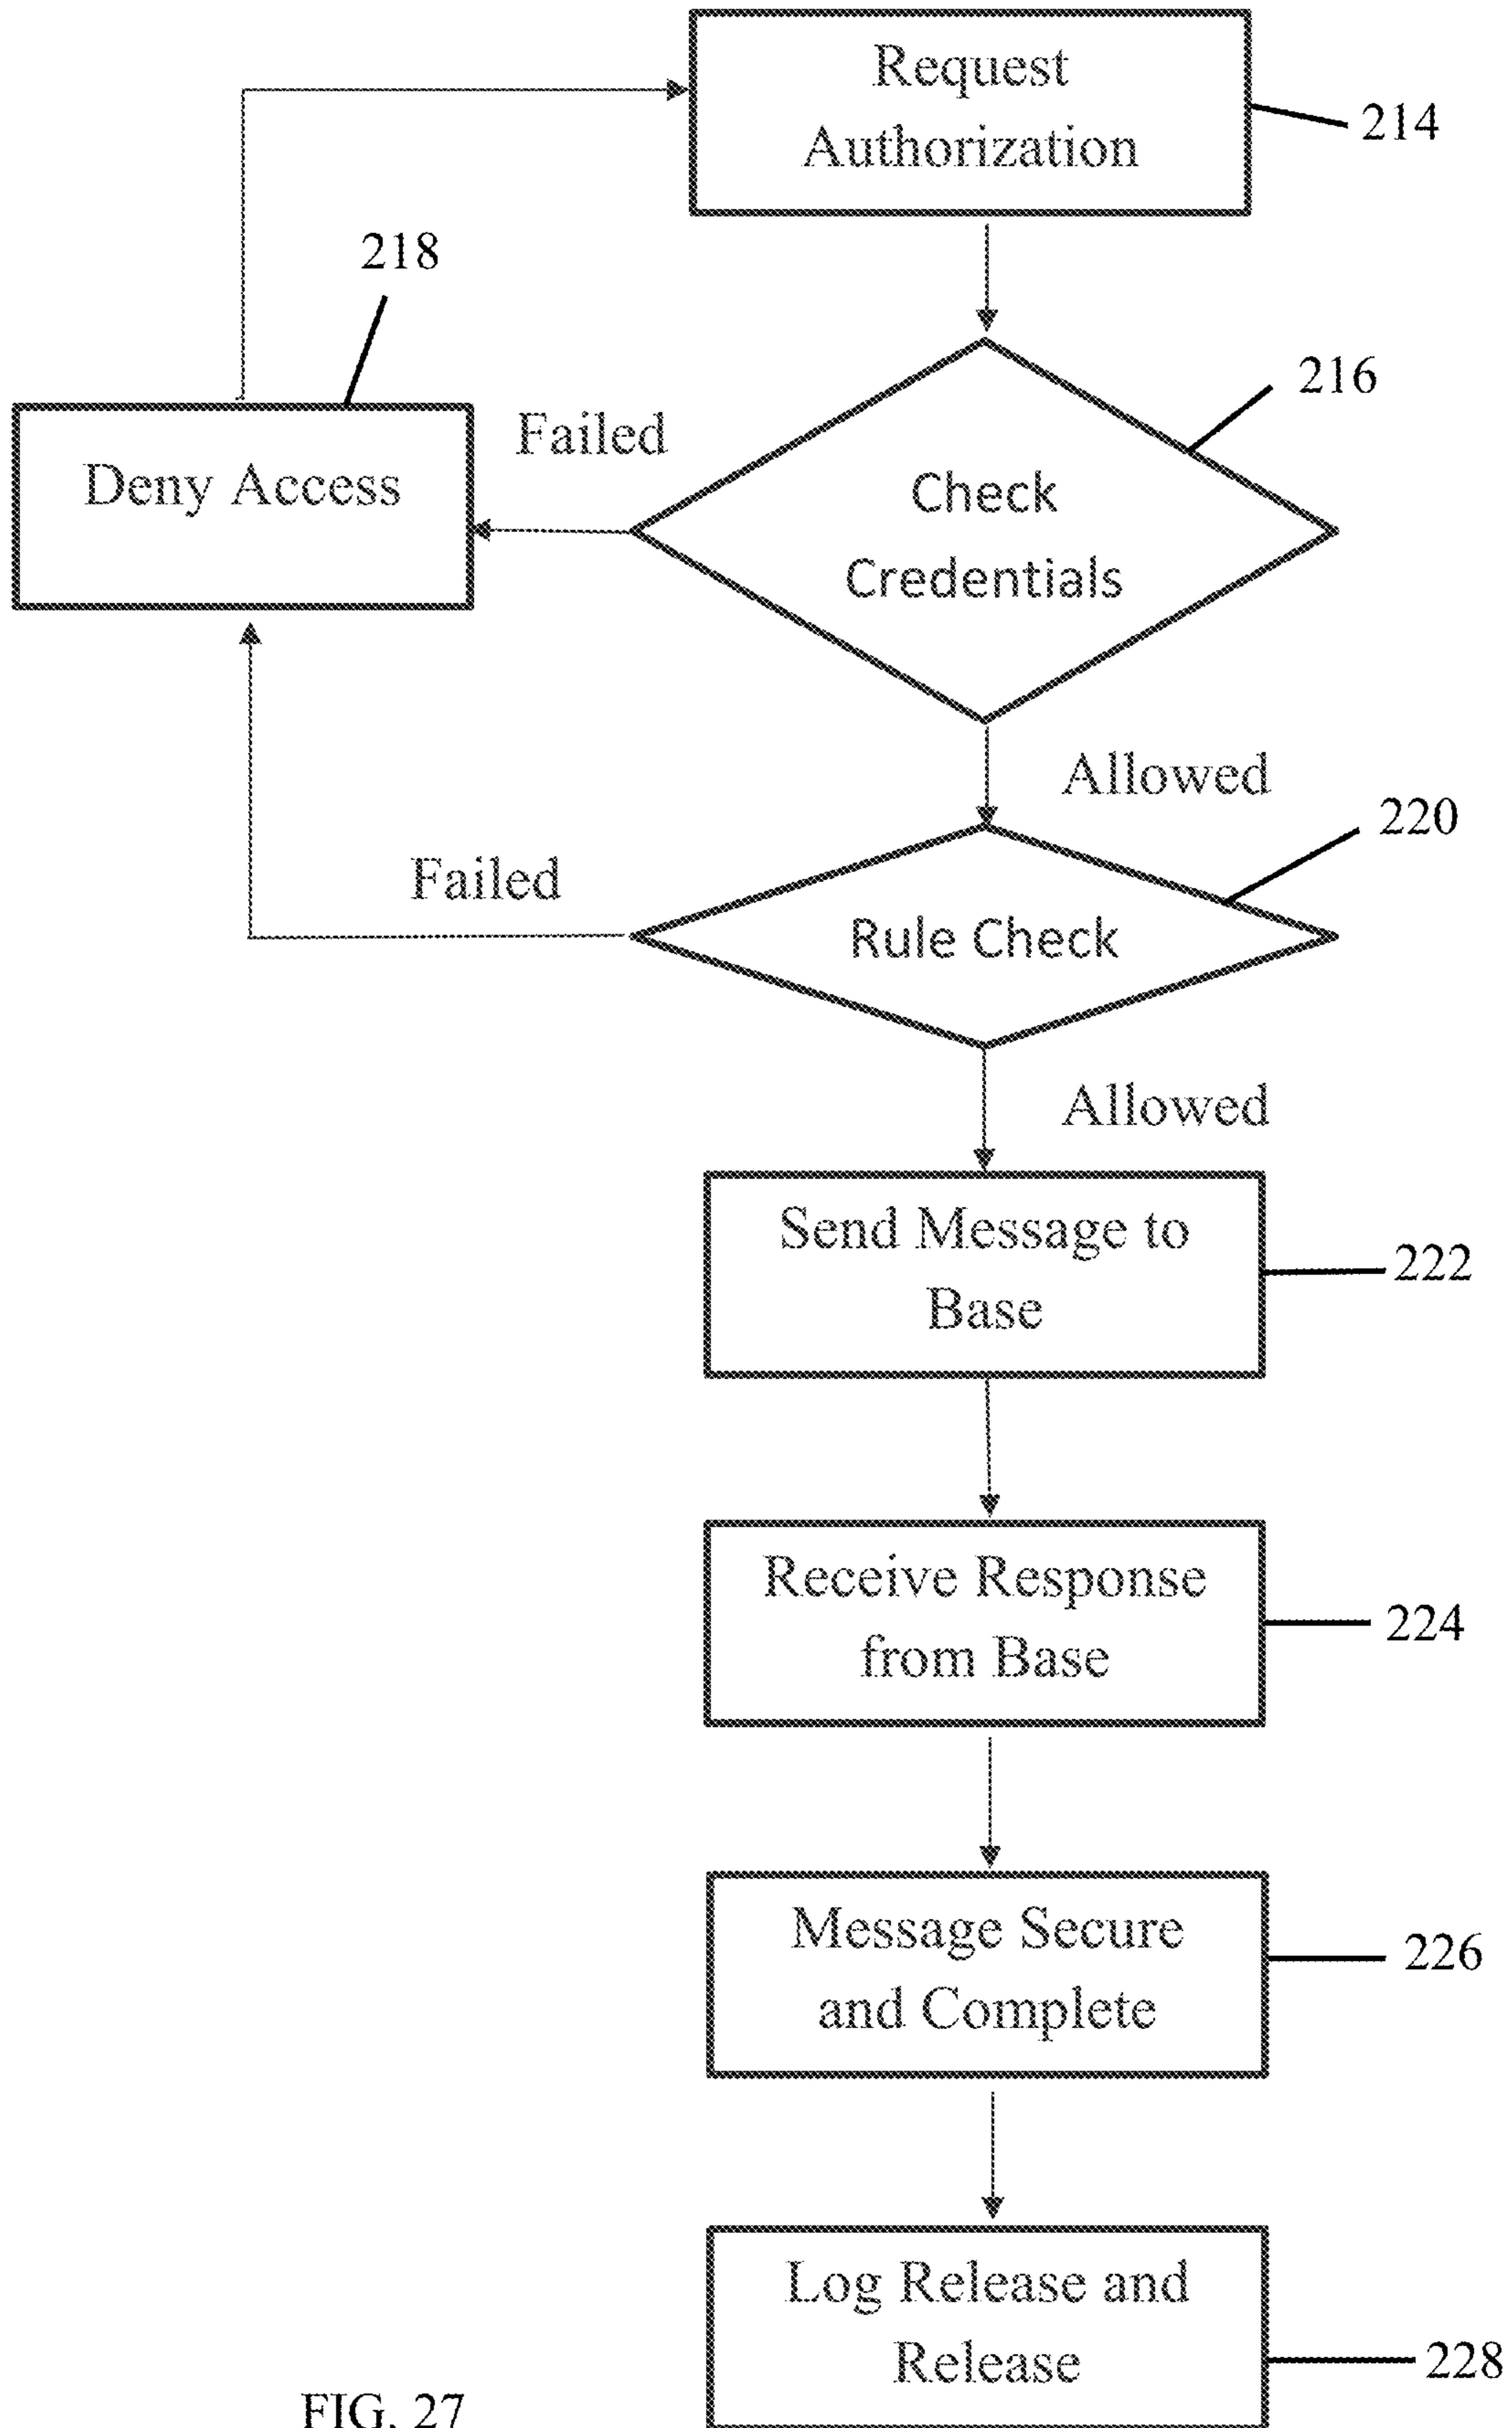 Request
Authorization
214
218
216
Failed
Deny Access
Check
Credentials
Allowed
220
Failed
Rule Check
Allowed
Send Message to
Base
222
Receive Response
from Base
224
Message Secure
and Complete
226
Log Release and
Release
228
FIG. 27